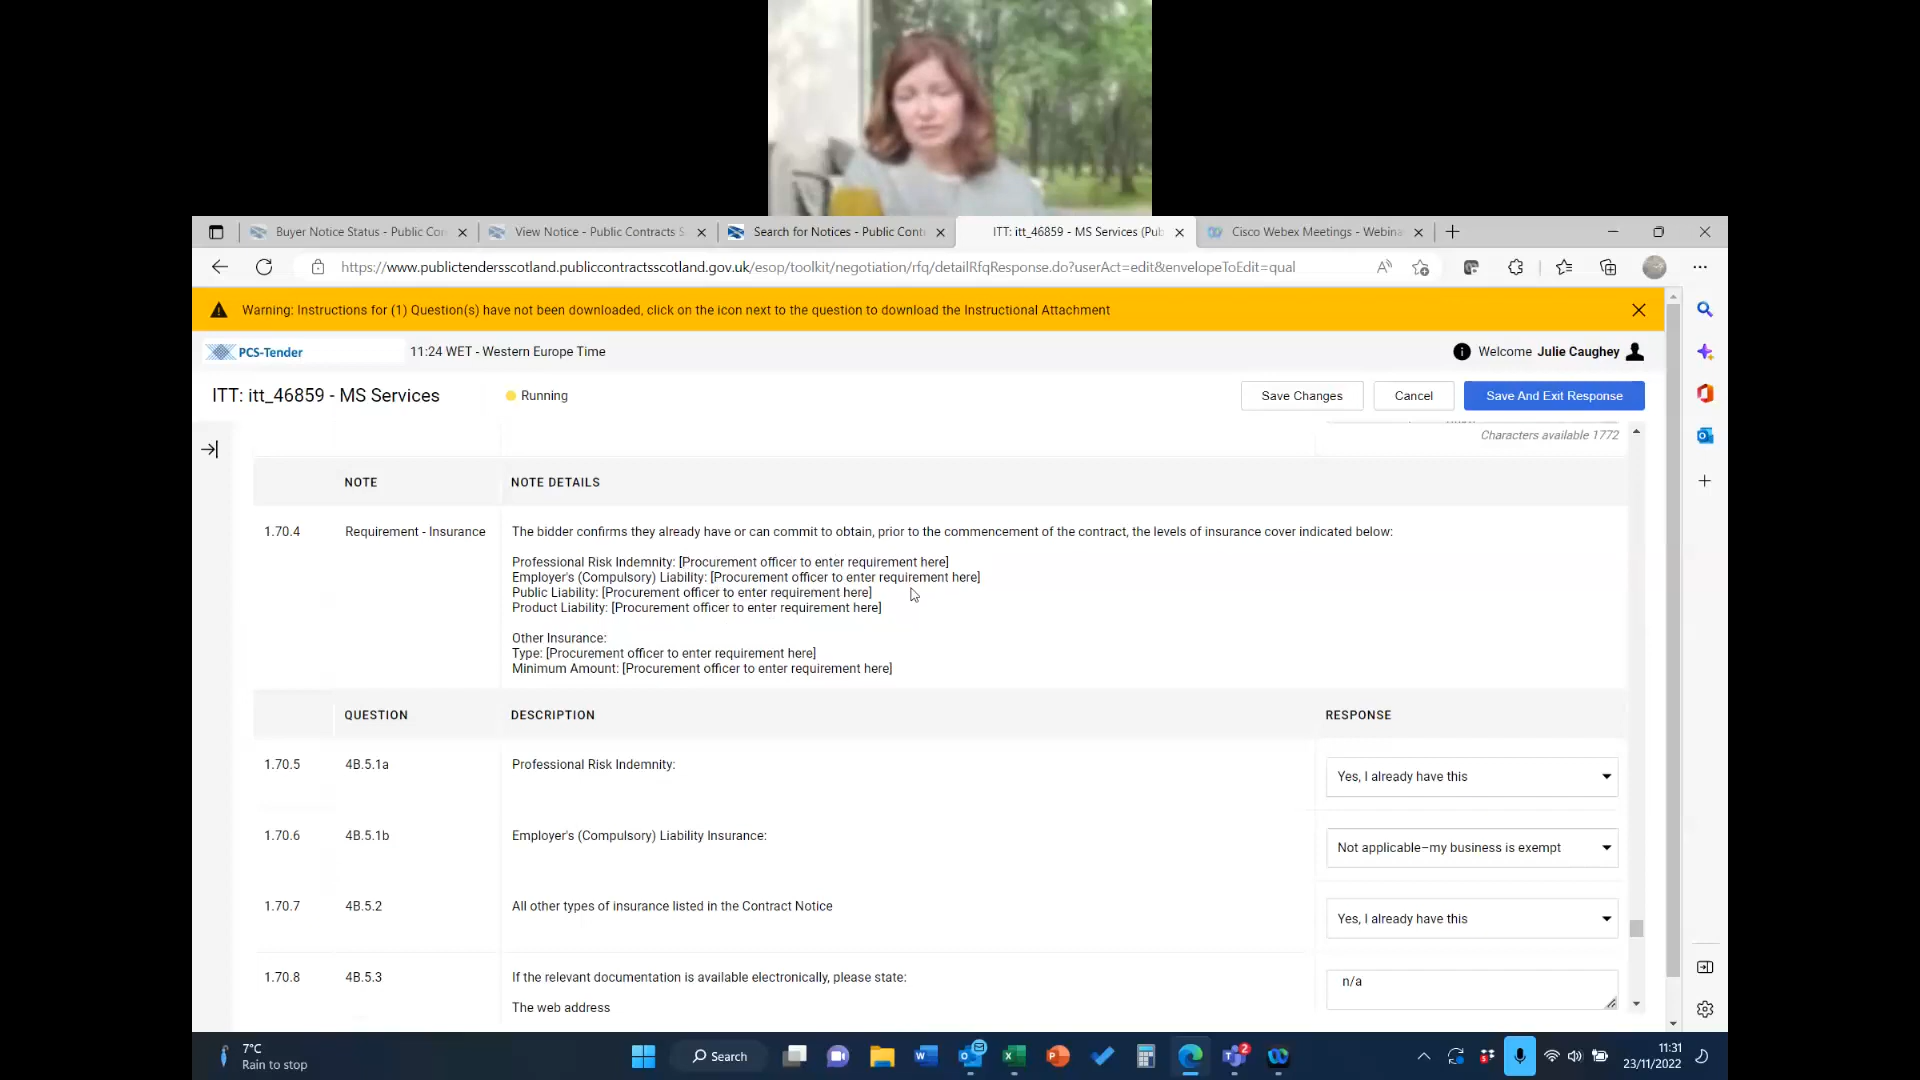 Buyer Notice Status - Public Con
View Notice - Public Contracts S
Search for Notices - Public Cont
ITT: itt_46859 - MS Services (Pub
Cisco Webex Meetings - Webina
https://www.publictendersscotland.publiccontractsscotland.gov.uk/esop/toolkit/negotiation/rfq/detailRfqResponse.do?userAct=edit&envelopeToEdit=qual
Warning: Instructions for (1) Question(s) have not been downloaded, click on the icon next to the question to download the Instructional Attachment
PCS-Tender
11:24 WET - Western Europe Time
Welcome Julie Caughey
ITT: itt_46859 - MS Services
Running
Save Changes
Cancel
Save And Exit Response
Characters available 1772
NOTE
NOTE DETAILS
1.70.4
Requirement - Insurance
The bidder confirms they already have or can commit to obtain, prior to the commencement of the contract, the levels of insurance cover indicated below:
Professional Risk Indemnity: [Procurement officer to enter requirement here]
Employer's (Compulsory) Liability: [Procurement officer to enter requirement here]
Public Liability: [Procurement officer to enter requirement here]
Product Liability: [Procurement officer to enter requirement here]
Other Insurance:
Type: [Procurement officer to enter requirement here]
Minimum Amount: [Procurement officer to enter requirement here]
QUESTION
DESCRIPTION
RESPONSE
1.70.5
4B.5.1a
Professional Risk Indemnity:
Yes, I already have this
1.70.6
4B.5.1b
Employer's (Compulsory) Liability Insurance:
Not applicable–my business is exempt
1.70.7
4B.5.2
All other types of insurance listed in the Contract Notice
Yes, I already have this
1.70.8
4B.5.3
If the relevant documentation is available electronically, please state:
n/a
The web address
7°C
Rain to stop
Search
2
11:31
23/11/2022